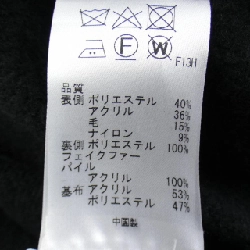 F
W
F13H
品質
表側 ポリエステル 40%
アクリル 36%
毛 15%
ナイロン 9%
裏側 ポリエステル 100%
フェイクファー
パイル
アクリル 100%
基布 アクリル 53%
ポリエステル 47%
中国製